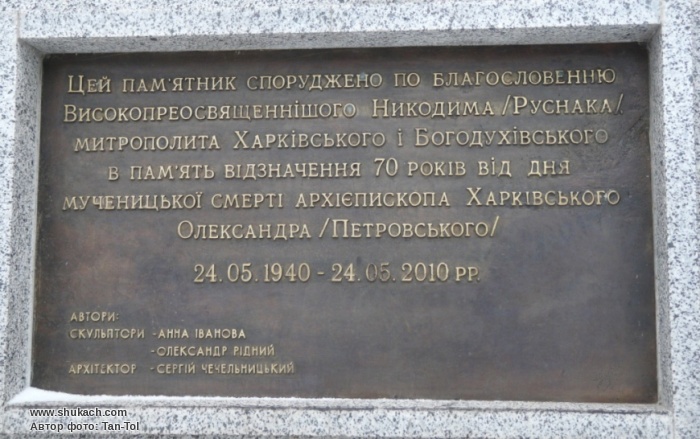 Цей пам'ятник споруджено по благословенню
Високопреосвященнішого Никодима /Руснака/
митрополита Харківського і Богодухівського
в пам'ять відзначення 70 років від дня
мученицької смерті архієпископа Харківського
Олександра /Петровського/
24.05.1940 - 24.05.2010 рр.
АВТОРИ:
СКУЛЬПТОРИ - АННА ІВАНОВА
- ОЛЕКСАНДР РІДНИЙ
АРХІТЕКТОР - СЕРГІЙ ЧЕЧЕЛЬНИЦЬКИЙ
www.shukach.com
Автор фото: Tan-Tol